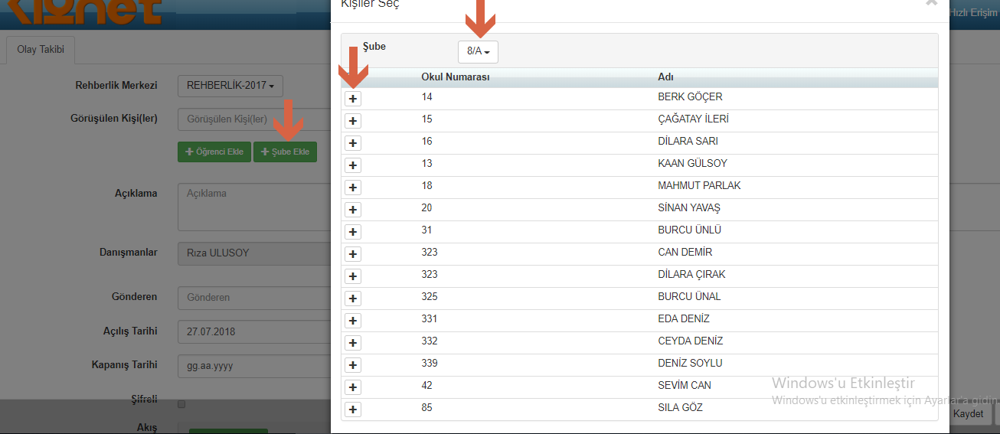 Kişiler Seç
Hızlı Erişim
Olay Takibi
Rehberlik Merkezi
REHBERLİK-2017
Görüşülen Kişi(ler)
Görüşülen Kişi(ler)
Öğrenci Ekle
Şube Ekle
Açıklama
Açıklama
Danışmanlar
Rıza ULUSOY
Gönderen
Gönderen
Açılış Tarihi
27.07.2018
Kapanış Tarihi
gg.aa.yyyy
Şifreli
Akış
Şube
8/A
Okul Numarası Adı
14 BERK GÖÇER
15 ÇAĞATAY İLERİ
16 DİLARA SARI
13 KAAN GÜLSOY
18 MAHMUT PARLAK
20 SİNAN YAVAŞ
31 BURCU ÜNLÜ
323 CAN DEMİR
323 DİLARA ÇIRAK
325 BURCU ÜNAL
331 EDA DENİZ
332 CEYDA DENİZ
339 DENİZ SOYLU
42 SEVİM CAN
85 SILA GÖZ
Windows'u Etkinleştir
Windows'u etkinleştirmek için Ayarlar'a gidin.
Kaydet